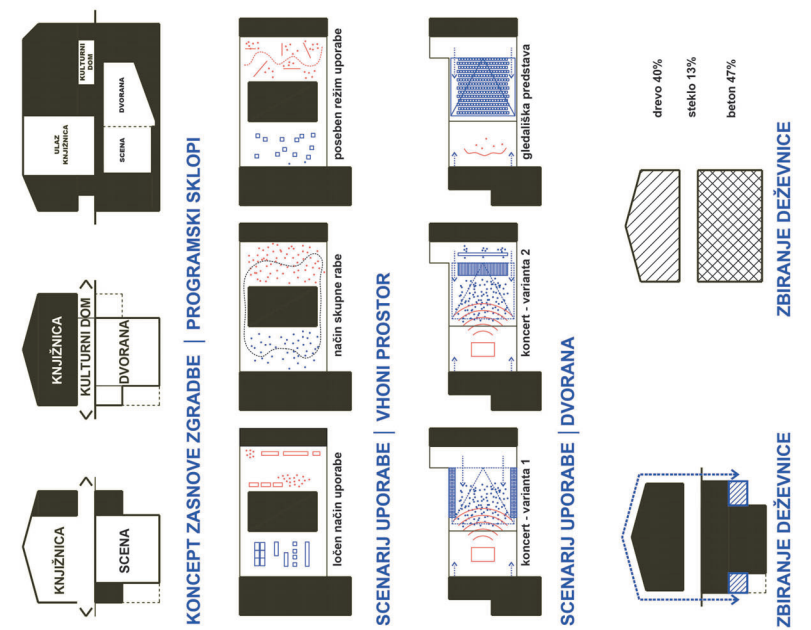 KNJIŽNICA
SCENA
KNJIŽNICA
KULTURNI DOM
DVORANA
ULAZ
KNJIŽNICA
KULTURNI
DOM
SCENA
DVORANA
KONCEPT ZASNOVE ZGRADBE | PROGRAMSKI SKLOPI
ločen način uporabe
način skupne rabe
poseben režim uporabe
SCENARIJ UPORABE | VHONI PROSTOR
koncert - varianta 1
koncert - varianta 2
gledališka predstava
SCENARIJ UPORABE | DVORANA
drevo 40%
steklo 13%
beton 47%
ZBIRANJE DEŽEVNICE
ZBIRANJE DEŽEVNICE